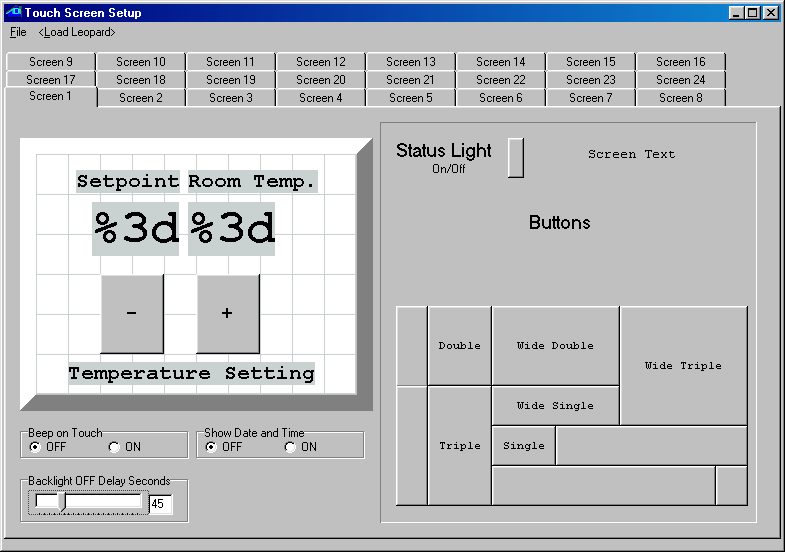 Touch Screen Setup
File <Load Leopard>
Screen 9 Screen 10 Screen 11 Screen 12 Screen 13 Screen 14 Screen 15 Screen 16
Screen 17 Screen 18 Screen 19 Screen 20 Screen 21 Screen 22 Screen 23 Screen 24
Screen 1 Screen 2 Screen 3 Screen 4 Screen 5 Screen 6 Screen 7 Screen 8
Setpoint Room Temp.
%3d %3d
- +
Temperature Setting
Beep on Touch
OFF ON
Show Date and Time
OFF ON
Backlight OFF Delay Seconds
45
Status Light
On/Off
Screen Text
Buttons
Double Wide Double Wide Triple
Wide Single
Triple Single